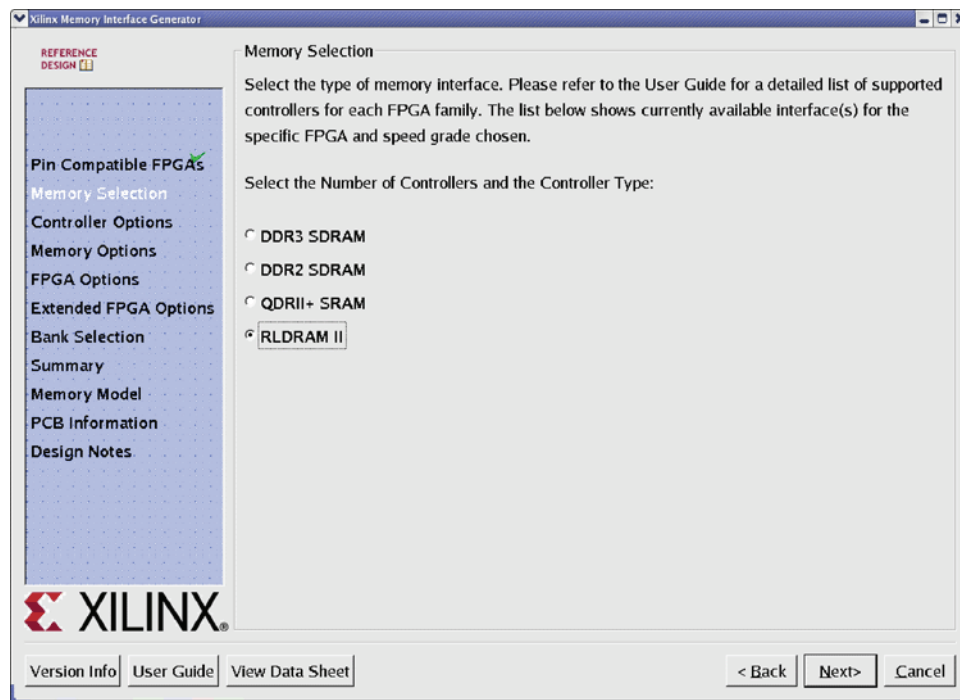 Xilinx Memory Interface Generator
REFERENCE
DESIGN
Pin Compatible FPGAs
Memory Selection
Controller Options
Memory Options
FPGA Options
Extended FPGA Options
Bank Selection
Summary
Memory Model
PCB Information
Design Notes
XILINX®
Memory Selection
Select the type of memory interface. Please refer to the User Guide for a detailed list of supported
controllers for each FPGA family. The list below shows currently available interface(s) for the
specific FPGA and speed grade chosen.
Select the Number of Controllers and the Controller Type:
DDR3 SDRAM
DDR2 SDRAM
QDRII+ SRAM
RLDRAM II
Version Info User Guide View Data Sheet < Back Next> Cancel